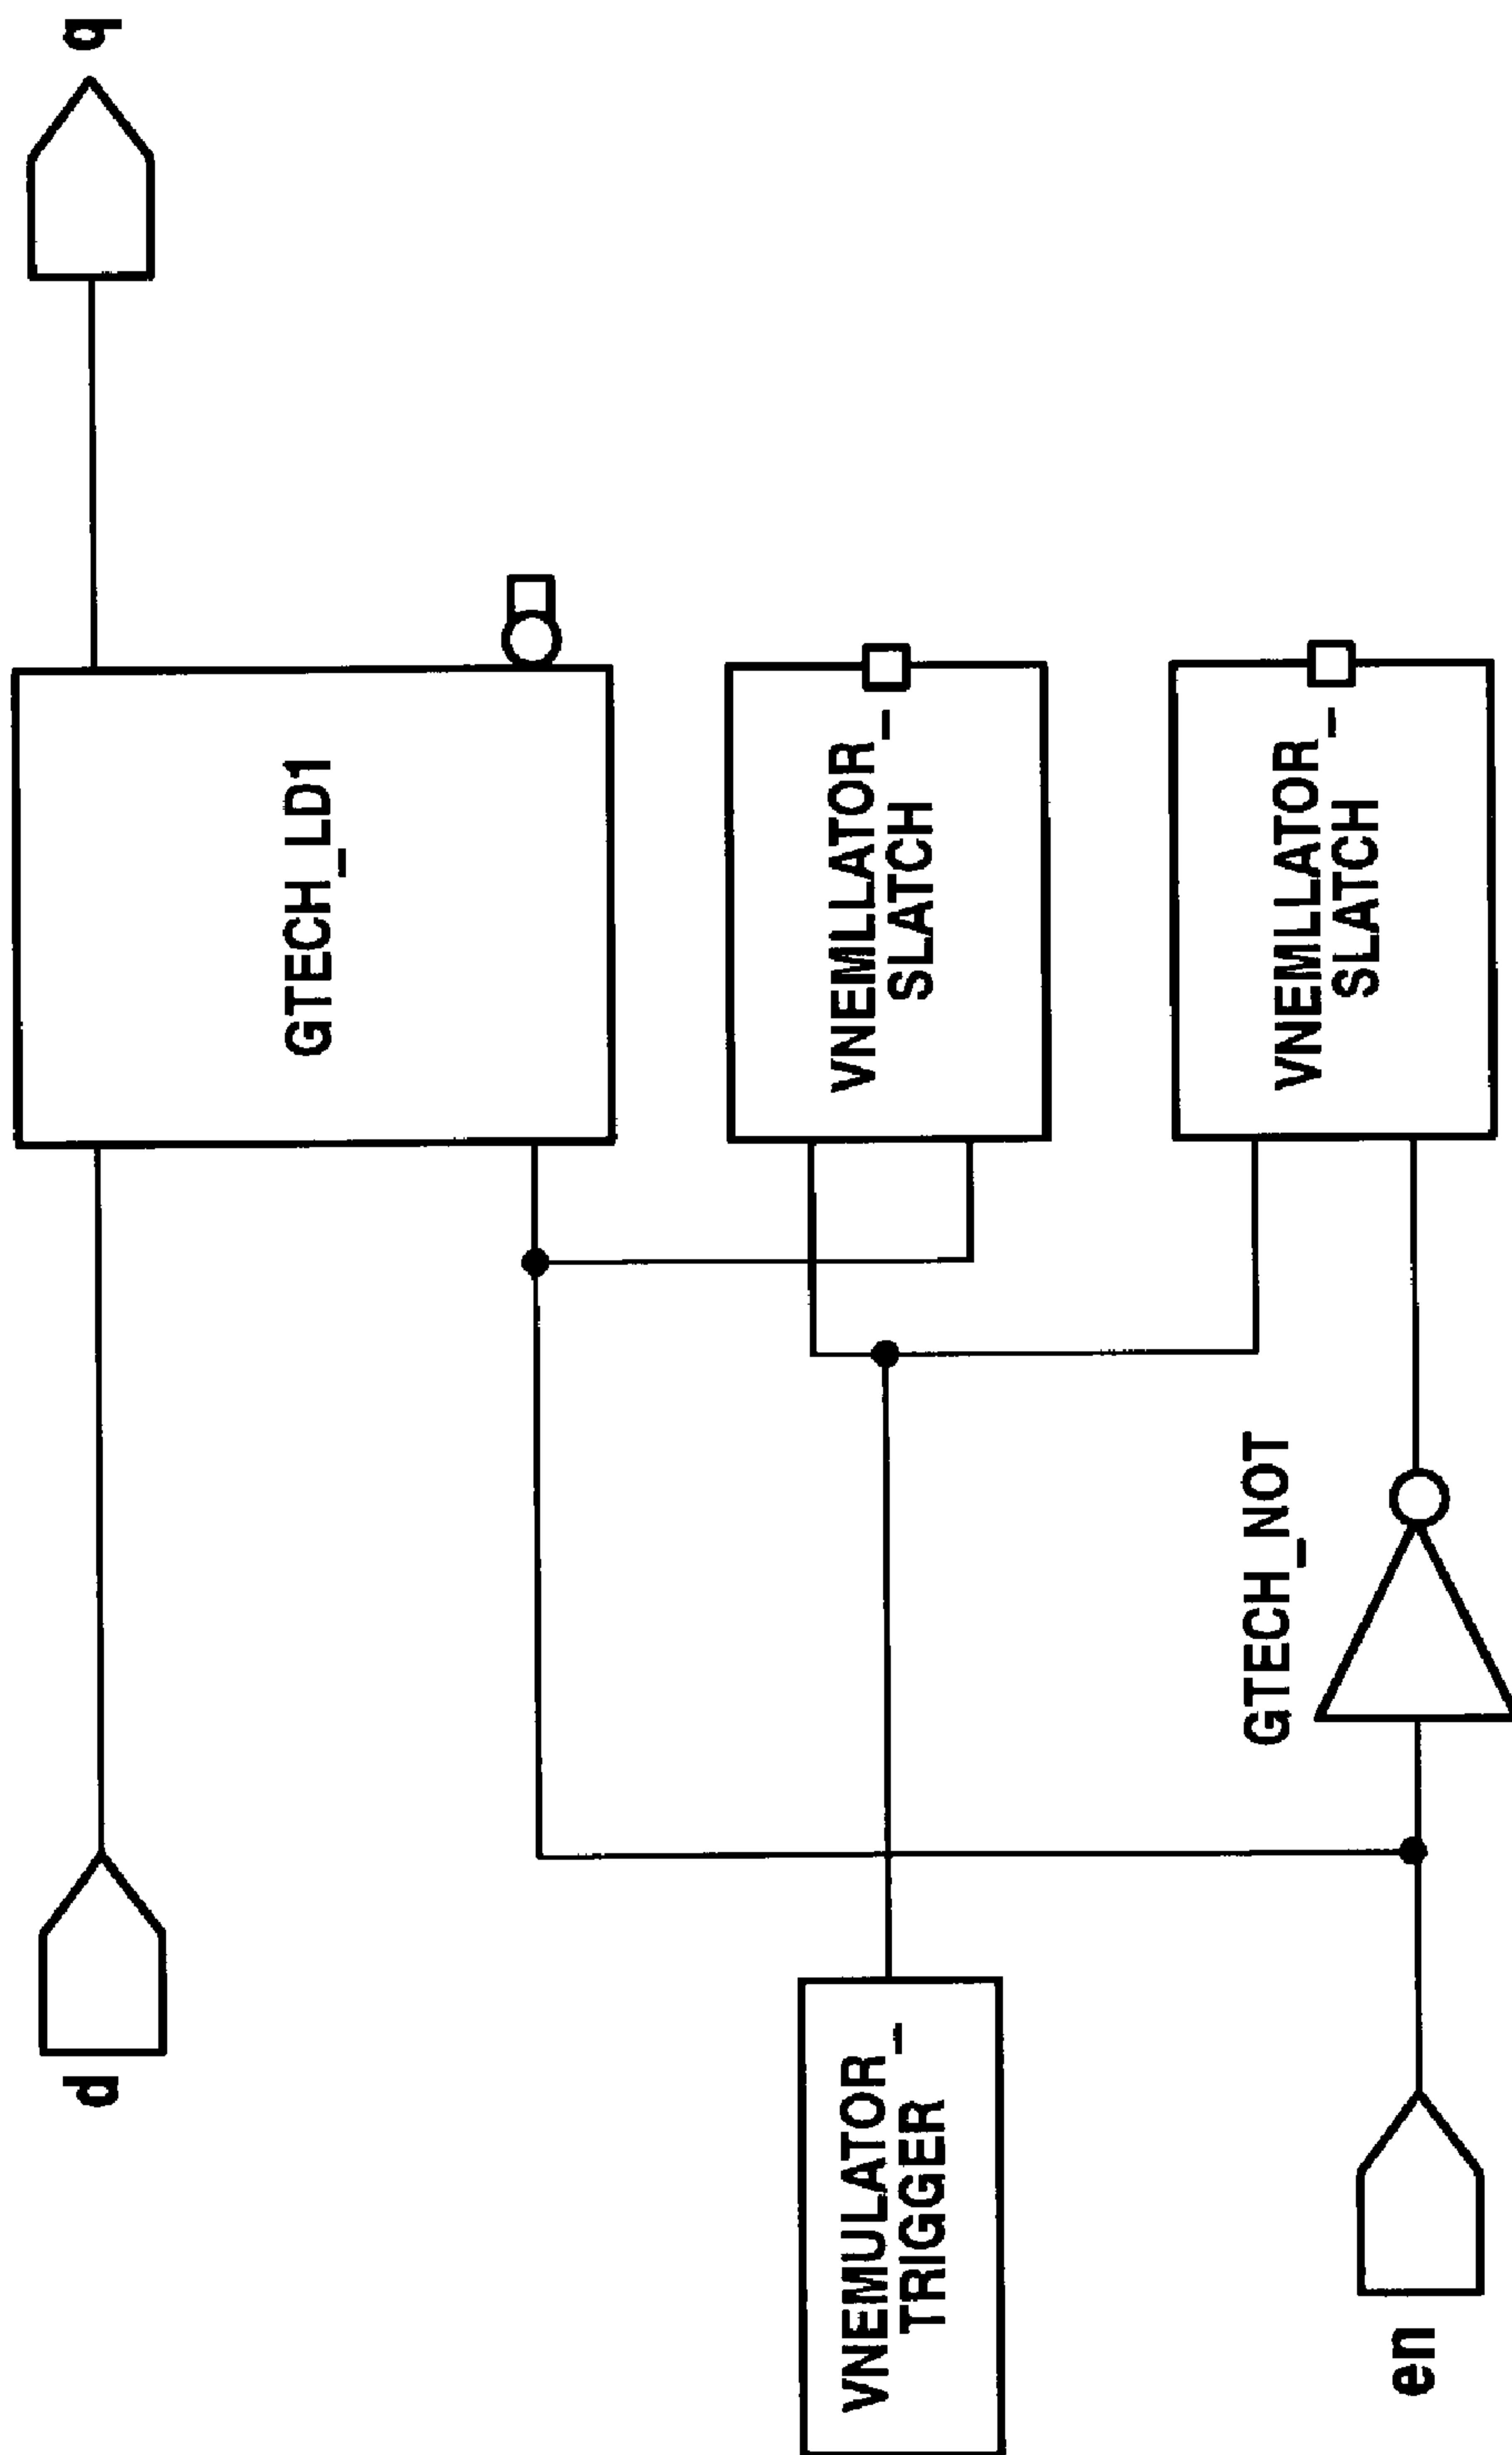 d
q
GTECH_LD1
VNEMULATOR_
TRIGGER
VNEMLLATOR_
SLATCH
GTECH_NOT
VNEMLLATOR_
SLATCH
en